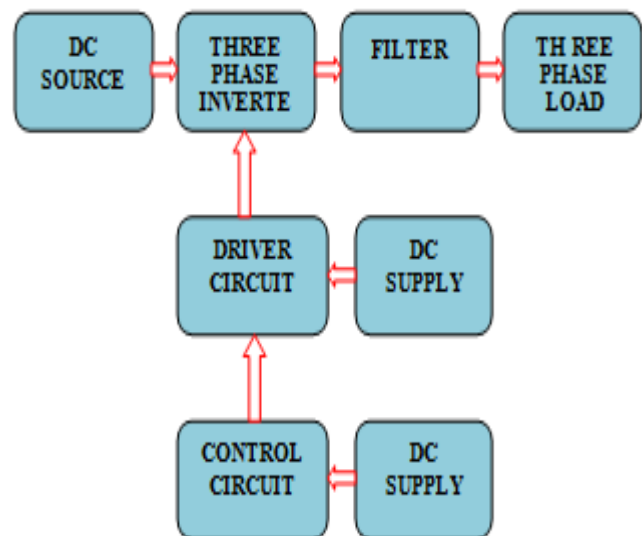 DC
SOURCE
THREE
PHASE
INVERTE
FILTER
TH REE
PHASE
LOAD
DRIVER
CIRCUIT
DC
SUPPLY
CONTROL
CIRCUIT
DC
SUPPLY